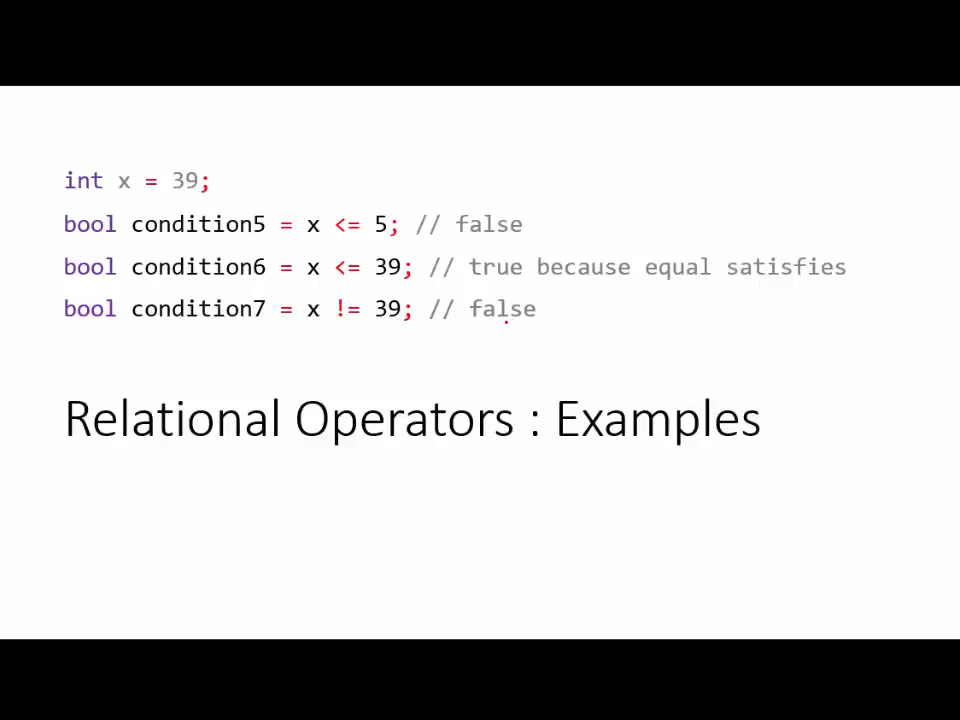 int x = 39;
bool condition5 = x <= 5; // false
bool condition6 = x <= 39; // true because equal satisfies
bool condition7 = x != 39; // false
Relational Operators : Examples